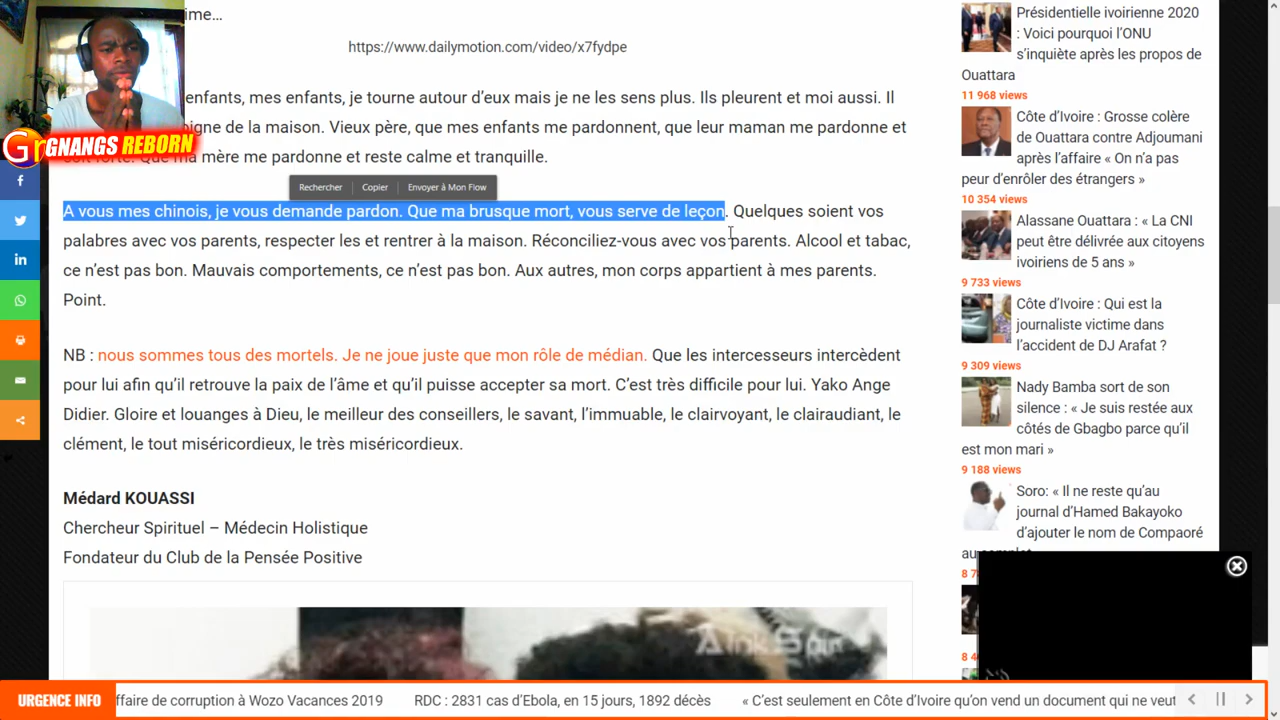 ime…
https://www.dailymotion.com/video/x7fydpe
enfants, mes enfants, je tourne autour d’eux mais je ne les sens plus. Ils pleurent et moi aussi. Il
igne de la maison. Vieux père, que mes enfants me pardonnent, que leur maman me pardonne et
mère me pardonne et reste calme et tranquille.
Gr
GNANGS REBORN
Rechercher
Copier
Envoyer à Mon Flow
A vous mes chinois, je vous demande pardon. Que ma brusque mort, vous serve de leçon. Quelques soient vos
palabres avec vos parents, respecter les et rentrer à la maison. Réconciliez-vous avec vos parents. Alcool et tabac,
ce n’est pas bon. Mauvais comportements, ce n’est pas bon. Aux autres, mon corps appartient à mes parents.
Point.
NB : nous sommes tous des mortels. Je ne joue juste que mon rôle de médian. Que les intercesseurs intercèdent
pour lui afin qu’il retrouve la paix de l’âme et qu’il puisse accepter sa mort. C’est très difficile pour lui. Yako Ange
Didier. Gloire et louanges à Dieu, le meilleur des conseillers, le savant, l’immuable, le clairvoyant, le clairaudiant, le
clément, le tout miséricordieux, le très miséricordieux.
Médard KOUASSI
Chercheur Spirituel – Médecin Holistique
Fondateur du Club de la Pensée Positive
Présidentielle ivoirienne 2020
: Voici pourquoi l’ONU
s’inquiète après les propos de
Ouattara
11 968 views
Côte d’Ivoire : Grosse colère
de Ouattara contre Adjoumani
après l’affaire « On n’a pas
peur d’enrôler des étrangers »
10 354 views
Alassane Ouattara : « La CNI
peut être délivrée aux citoyens
ivoiriens de 5 ans »
9 733 views
Côte d’Ivoire : Qui est la
journaliste victime dans
l’accident de DJ Arafat ?
9 309 views
Nady Bamba sort de son
silence : « Je suis restée aux
côtés de Gbagbo parce qu’il
est mon mari »
9 188 views
Soro: « Il ne reste qu’au
journal d’Hamed Bakayoko
d’ajouter le nom de Compaoré
au
8 7
8 4
URGENCE INFO
ffaire de corruption à Wozo Vacances 2019
RDC : 2831 cas d’Ebola, en 15 jours, 1892 décès
« C’est seulement en Côte d’Ivoire qu’on vend un document qui ne veut